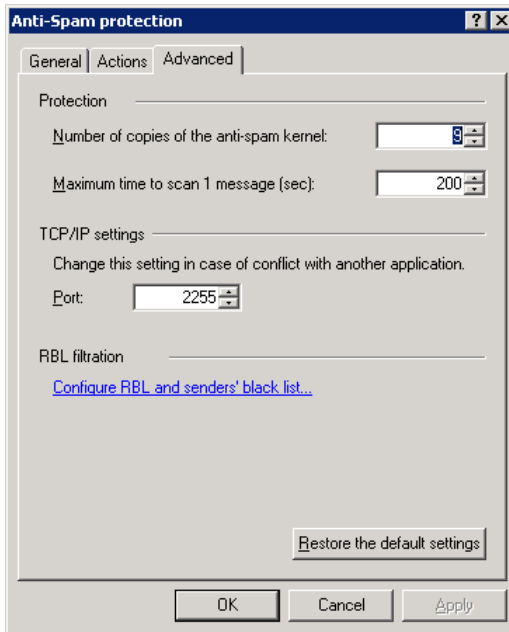 Anti-Spam protection
General Actions Advanced
Protection
Number of copies of the anti-spam kernel: 9
Maximum time to scan 1 message (sec): 200
TCP/IP settings
Change this setting in case of conflict with another application.
Port: 2255
RBL filtration
Configure RBL and senders' black list...
Restore the default settings
OK Cancel Apply